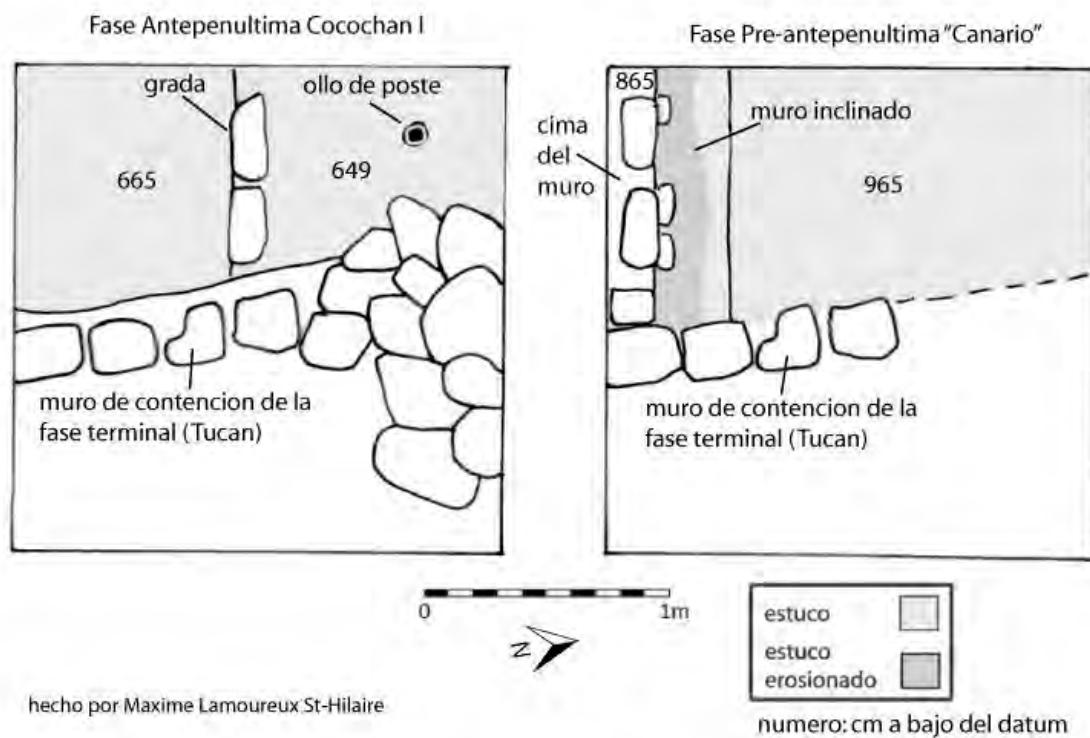 Fase Antepenultima Cocochan I
grada
ollo de poste
665
649
muro de contencion de la
fase terminal (Tucan)
Fase Pre-antepenultima "Canario"
865
cima
del
muro
muro inclinado
965
muro de contencion de la
fase terminal (Tucan)
0
1m
N
estuco
estuco
erosionado
hecho por Maxime Lamoureux St-Hilaire
numero: cm a bajo del datum